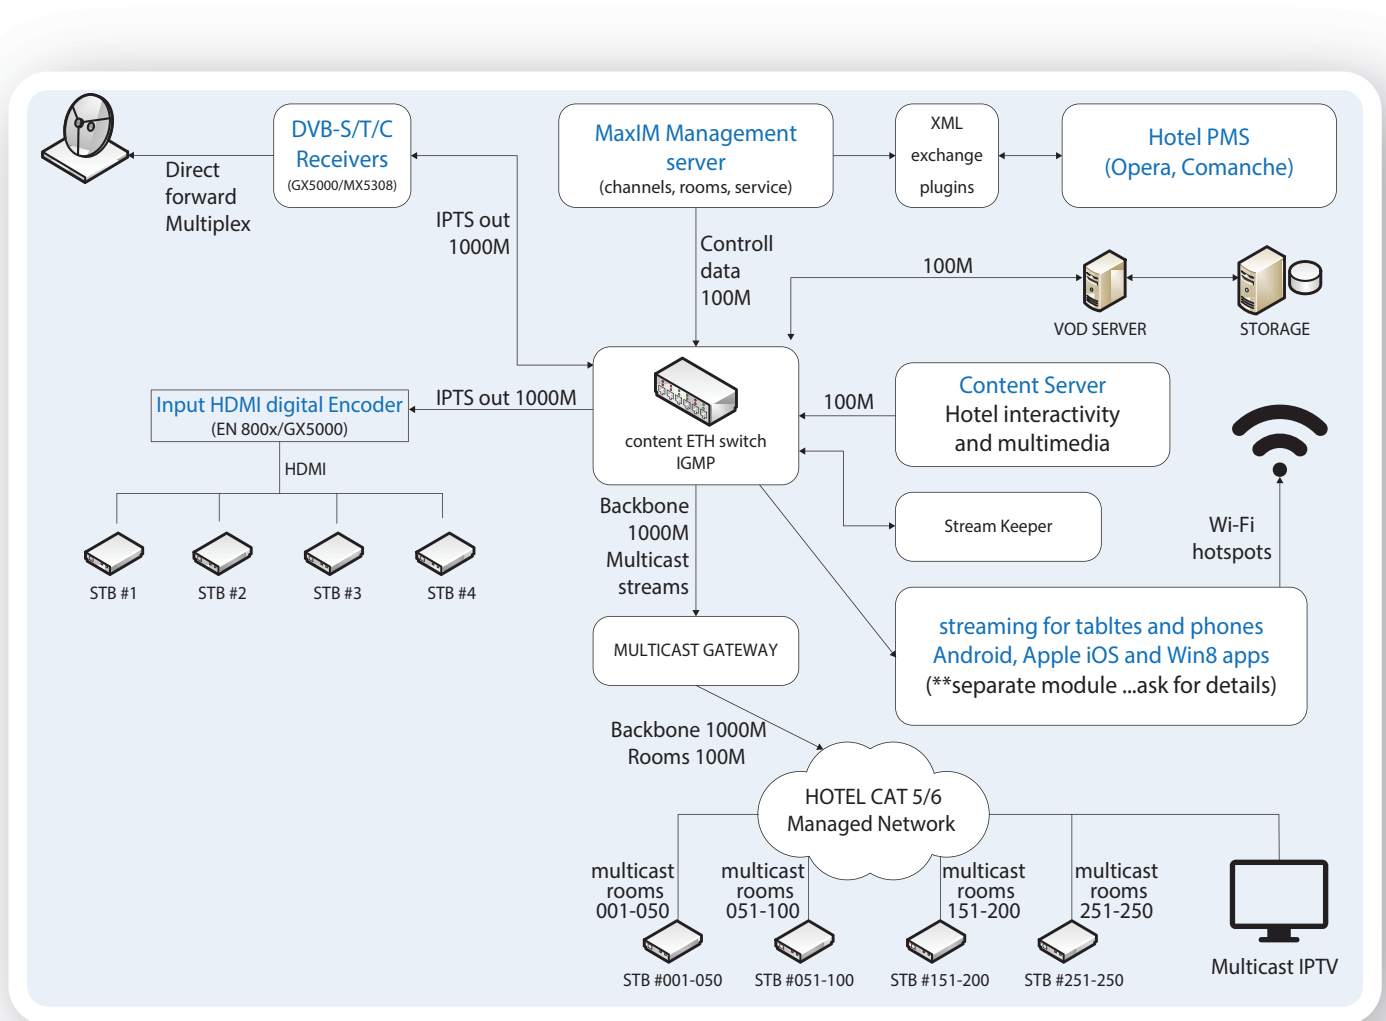 DVB-S/T/C
Receivers
(GX5000/MX5308)
MaxIM Management
server
(channels, rooms, service)
XML
exchange
plugins
Hotel PMS
(Opera, Comanche)
Direct
forward
Multiplex
IPTS out
1000M
Controll
data
100M
100M
VOD SERVER
STORAGE
Input HDMI digital Encoder
(EN 800x/GX5000)
IPTS out 1000M
content ETH switch
IGMP
100M
Content Server
Hotel interactivity
and multimedia
HDMI
STB #1
STB #2
STB #3
STB #4
Backbone
1000M
Multicast
streams
Stream Keeper
Wi-Fi
hotspots
MULTICAST GATEWAY
streaming for tabltes and phones
Android, Apple iOS and Win8 apps
(**separate module ...ask for details)
Backbone 1000M
Rooms 100M
HOTEL CAT 5/6
Managed Network
multicast
rooms
001-050
multicast
rooms
051-100
multicast
rooms
151-200
multicast
rooms
251-250
STB #001-050
STB #051-100
STB #151-200
STB #251-250
Multicast IPTV